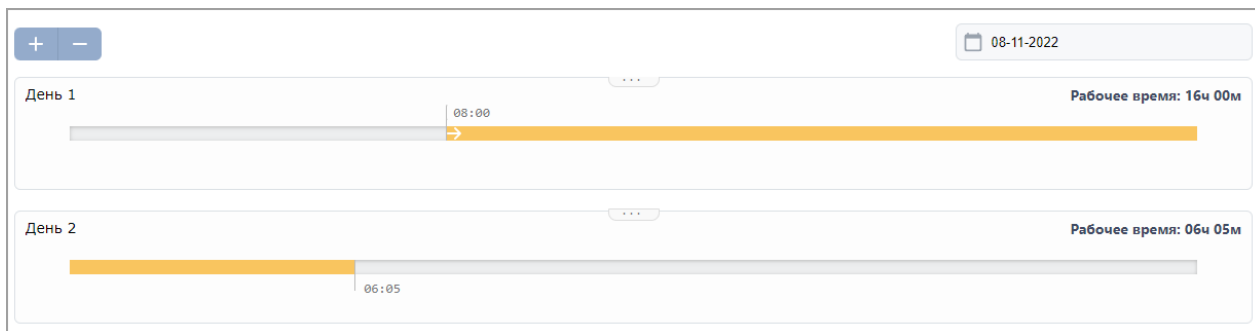 08-11-2022
День 1
Рабочее время: 16ч 00м
08:00
День 2
Рабочее время: 06ч 05м
06:05